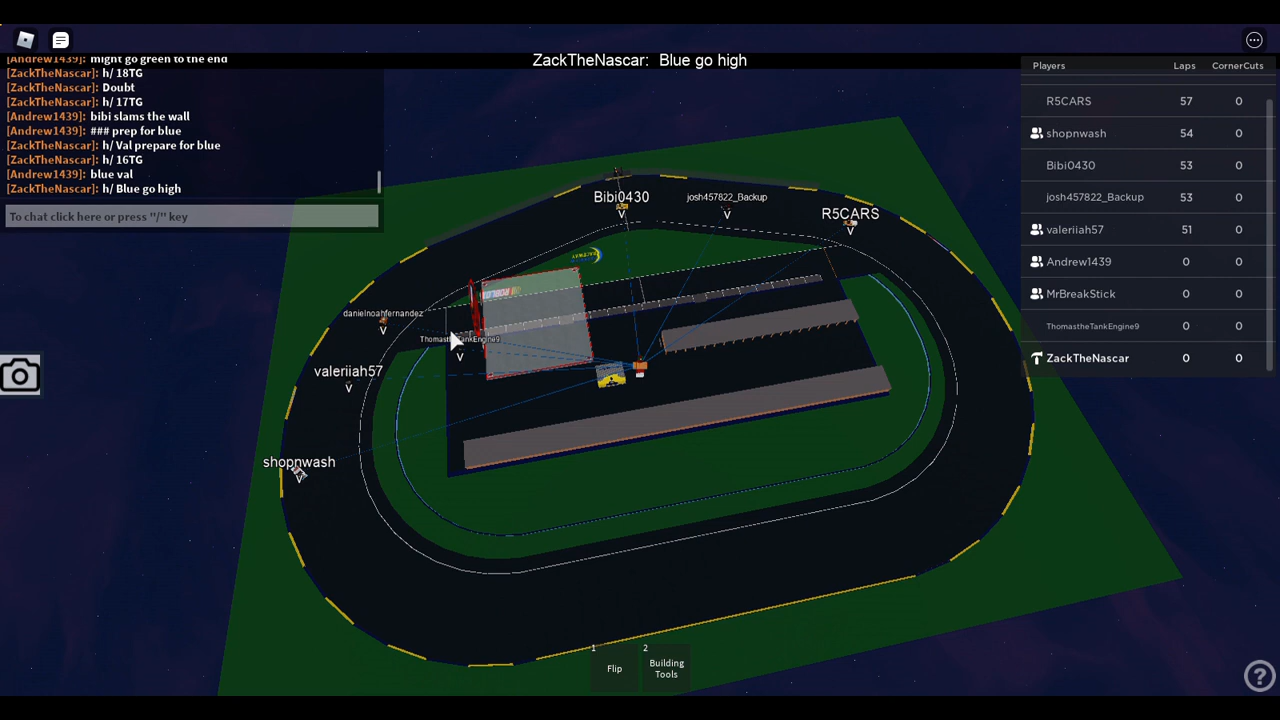 ZackTheNascar: Blue go high
[Andrew1439]: might go green to the end
[ZackTheNascar]: h/ 18TG
[ZackTheNascar]: Doubt
[ZackTheNascar]: h/ 17TG
[Andrew1439]: bibi slams the wall
[Andrew1439]: ### prep for blue
[ZackTheNascar]: h/ Val prepare for blue
[ZackTheNascar]: h/ 16TG
[Andrew1439]: blue val
[ZackTheNascar]: h/ Blue go high
To chat click here or press "/" key
Players Laps CornerCuts
R5CARS 57 0
shopnwash 54 0
Bibi0430 53 0
josh457822_Backup 53 0
valeriiah57 51 0
Andrew1439 0 0
MrBreakStick 0 0
ThomastheTankEngine9 0 0
ZackTheNascar 0 0
Bibi0430
V
josh457822_Backup
V
R5CARS
V
danielnoahfernandez
V
ThomastheTankEngine9
V
valeriiah57
V
shopnwash
V
1
Flip
2
Building
Tools
?